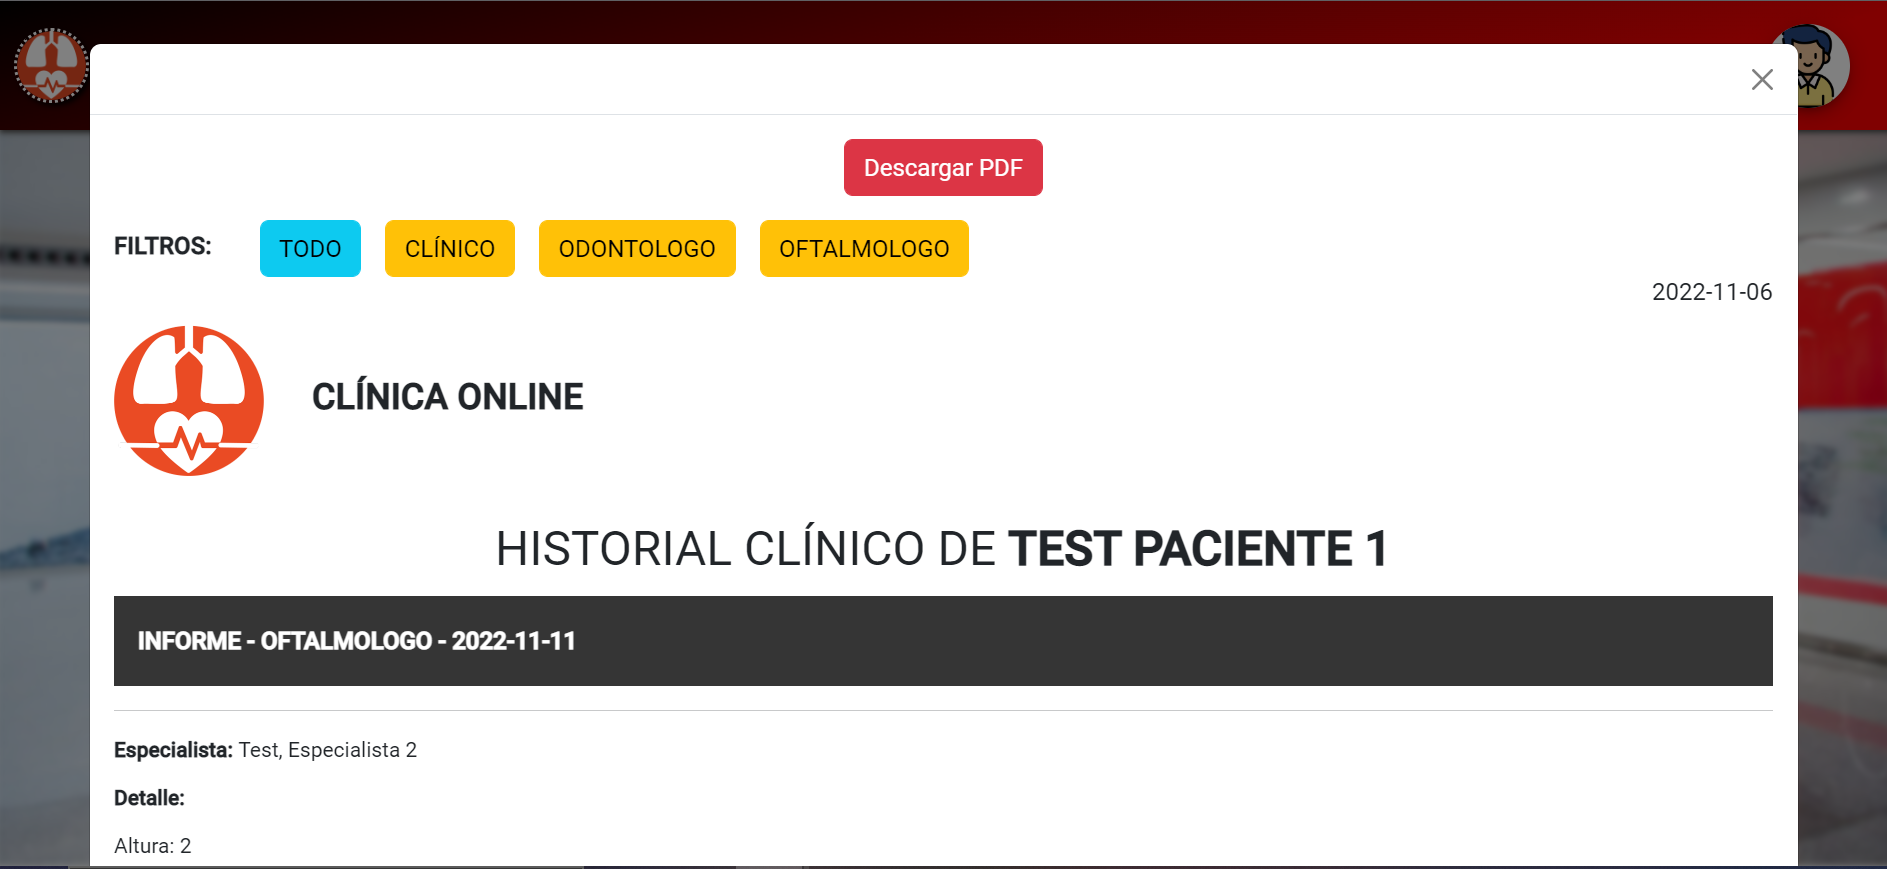 Descargar PDF
FILTROS: TODO CLÍNICO ODONTOLOGO OFTALMOLOGO
2022-11-06
CLÍNICA ONLINE
HISTORIAL CLÍNICO DE TEST PACIENTE 1
INFORME - OFTALMOLOGO - 2022-11-11
Especialista: Test, Especialista 2
Detalle:
Altura: 2